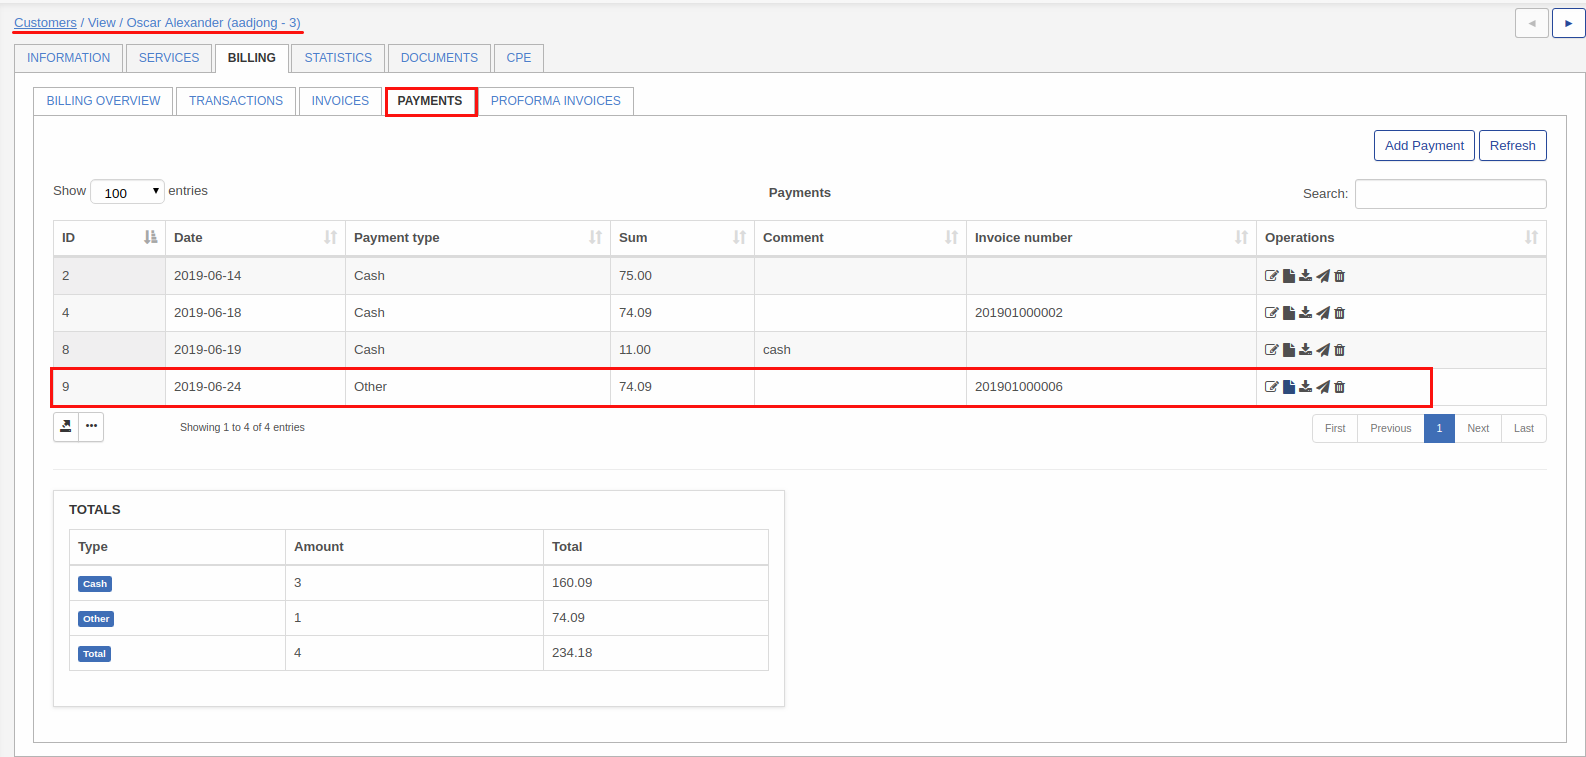 Customers / View / Oscar Alexander (aadjong - 3)
INFORMATION SERVICES BILLING STATISTICS DOCUMENTS CPE
BILLING OVERVIEW TRANSACTIONS INVOICES PAYMENTS PROFORMA INVOICES
Add Payment Refresh
Show 100 entries Payments Search:
ID Date Payment type Sum Comment Invoice number Operations
2 2019-06-14 Cash 75.00
4 2019-06-18 Cash 74.09 201901000002
8 2019-06-19 Cash 11.00 cash
9 2019-06-24 Other 74.09 201901000006
Showing 1 to 4 of 4 entries First Previous 1 Next Last
TOTALS
Type Amount Total
Cash 3 160.09
Other 1 74.09
Total 4 234.18